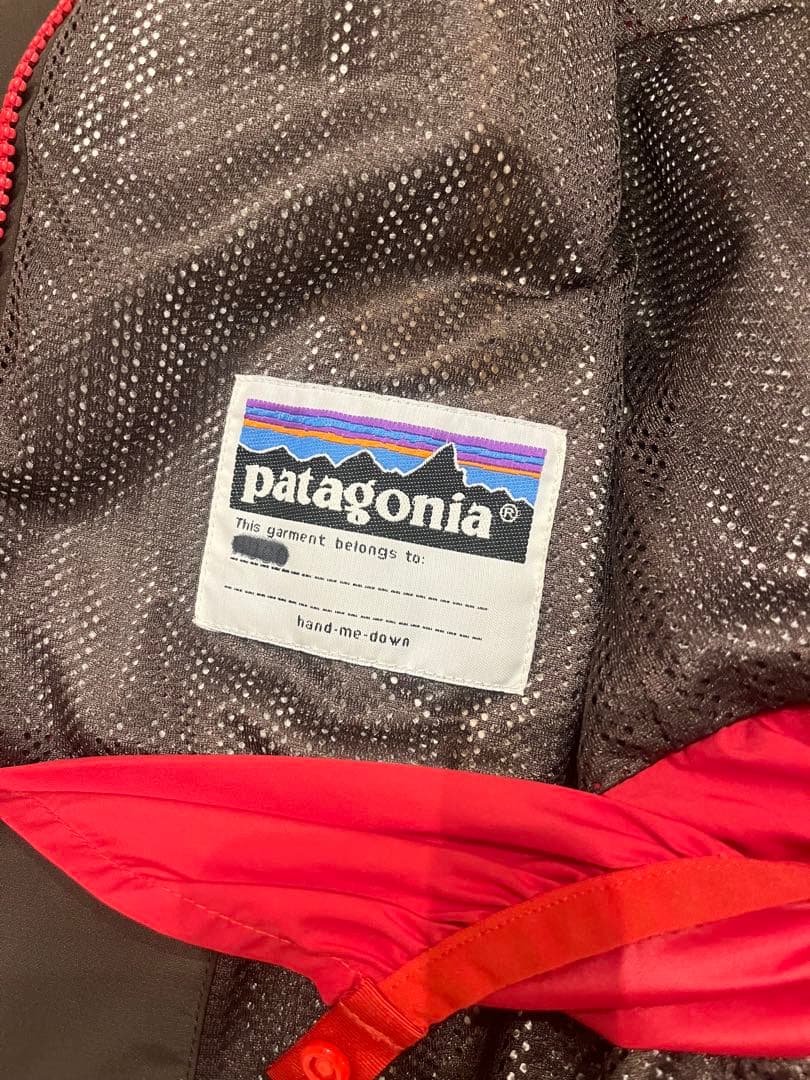 patagonia®
This garment belongs to:
hand-me-down